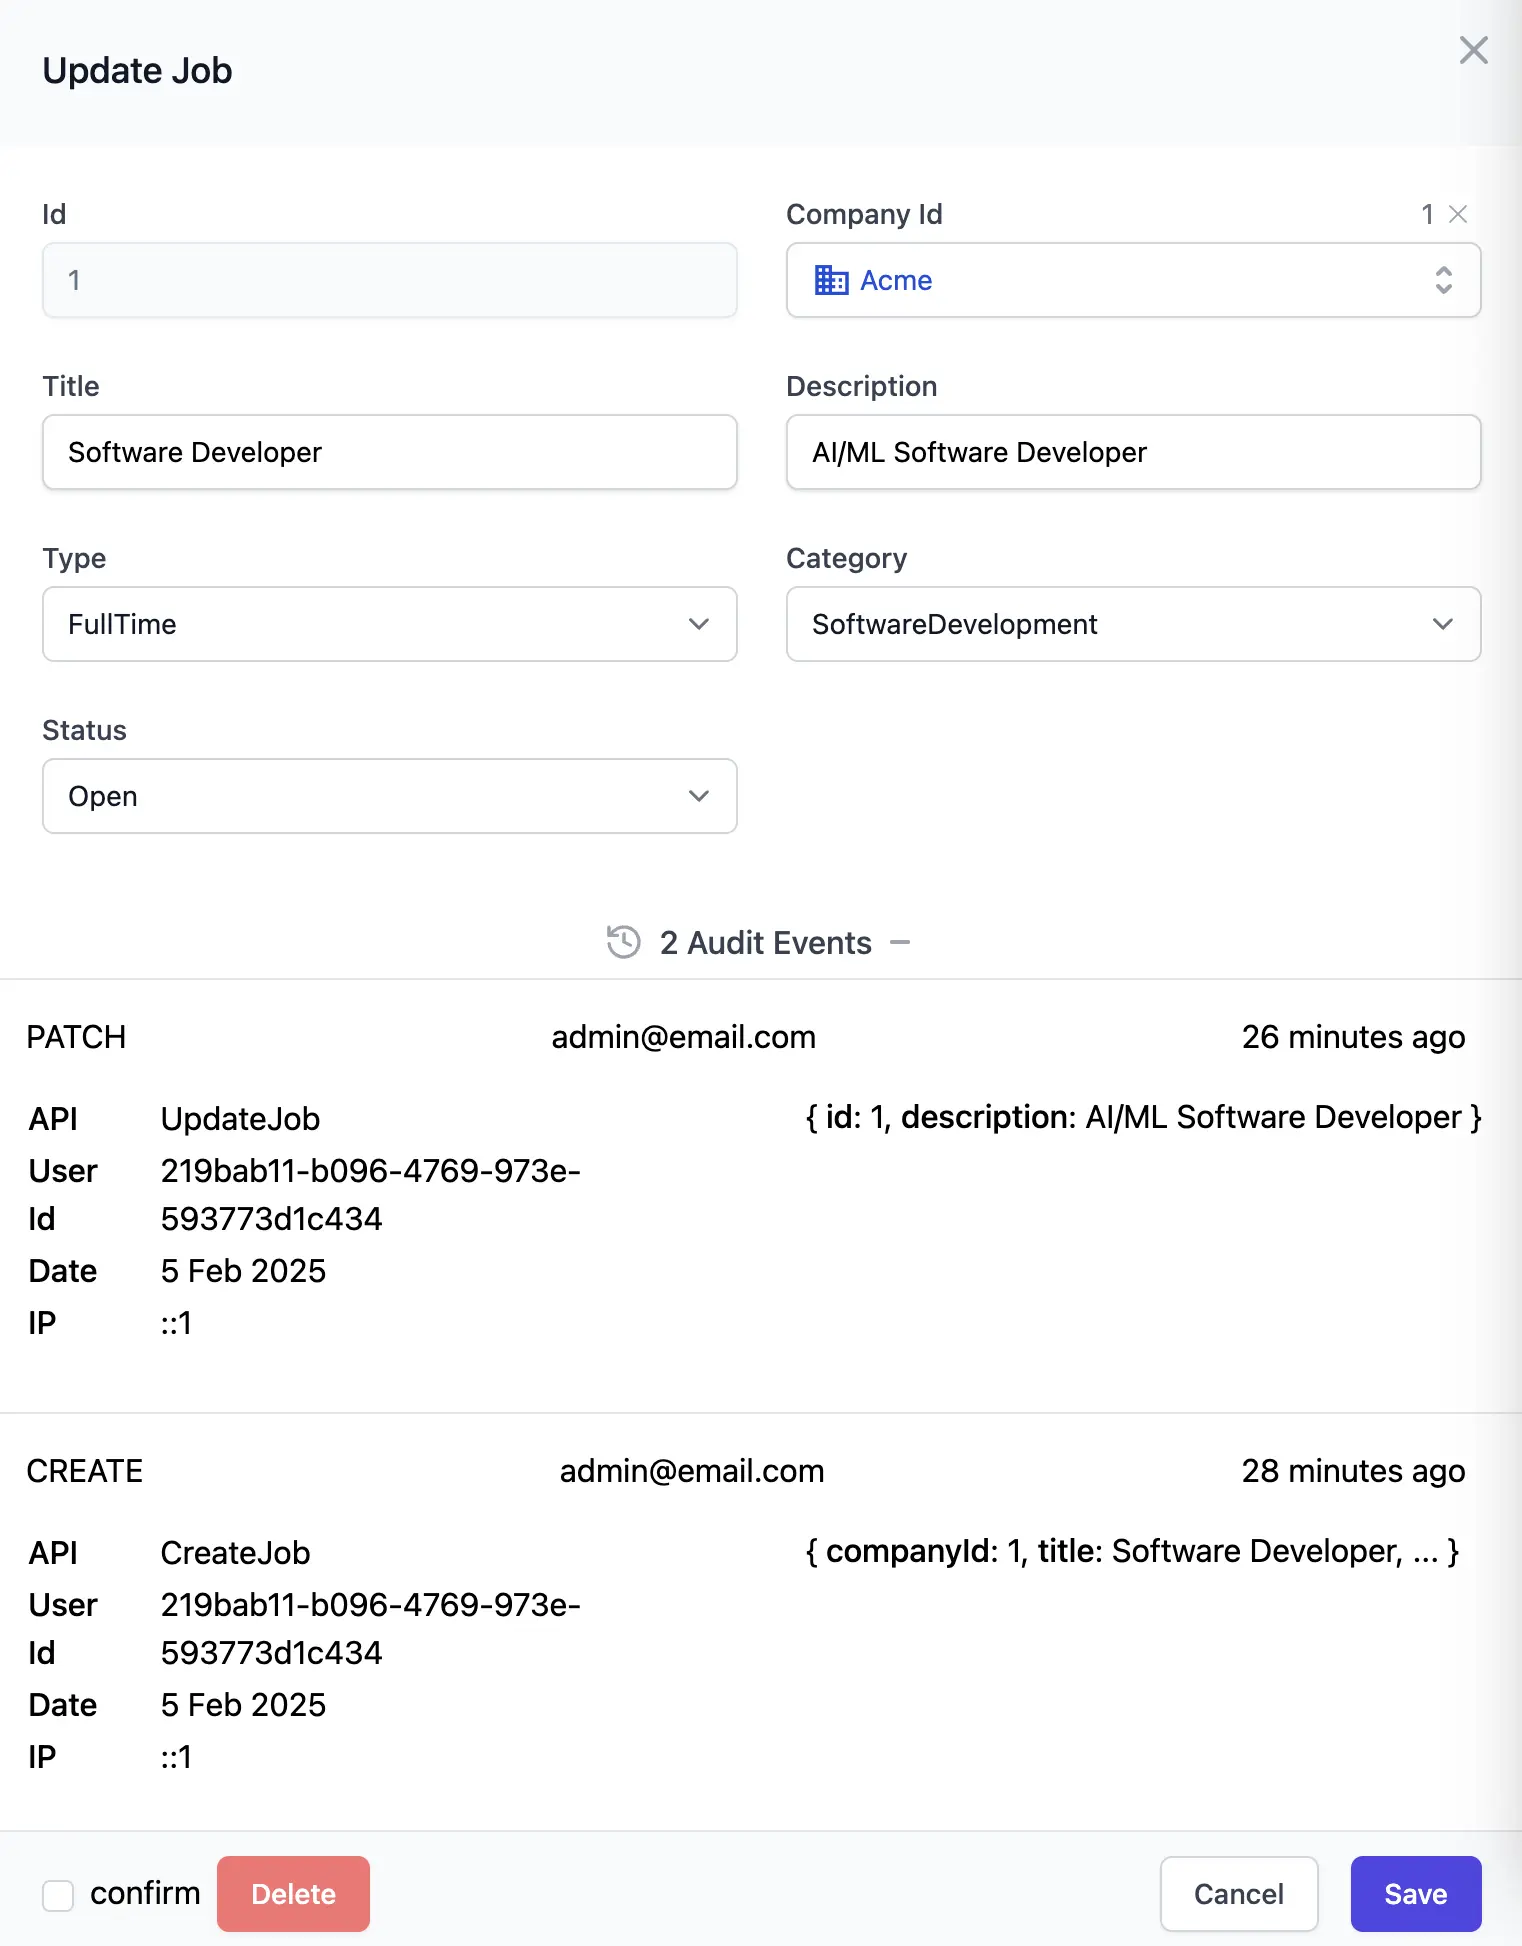 Update Job
Id
1
Company Id 1
Acme
Title
Software Developer
Description
AI/ML Software Developer
Type
FullTime
Category
SoftwareDevelopment
Status
Open
2 Audit Events
PATCH admin@email.com 26 minutes ago
API UpdateJob { id: 1, description: AI/ML Software Developer }
User 219bab11-b096-4769-973e-
Id 593773d1c434
Date 5 Feb 2025
IP ::1
CREATE admin@email.com 28 minutes ago
API CreateJob { companyId: 1, title: Software Developer, ... }
User 219bab11-b096-4769-973e-
Id 593773d1c434
Date 5 Feb 2025
IP ::1
confirm Delete Cancel Save